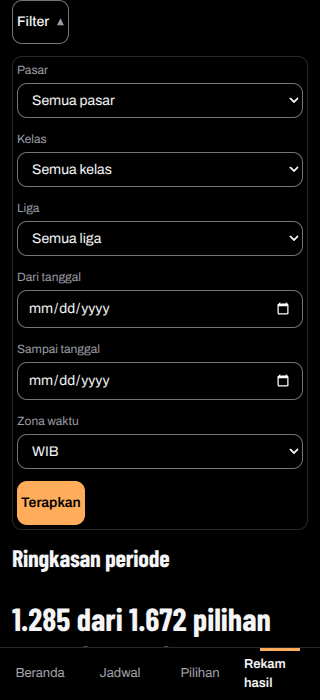 Filter ▲
Pasar
Semua pasar
Kelas
Semua kelas
Liga
Semua liga
Dari tanggal
mm/dd/yyyy
Sampai tanggal
mm/dd/yyyy
Zona waktu
WIB
Terapkan
Ringkasan periode
1.285 dari 1.672 pilihan
Beranda
Jadwal
Pilihan
Rekam
hasil